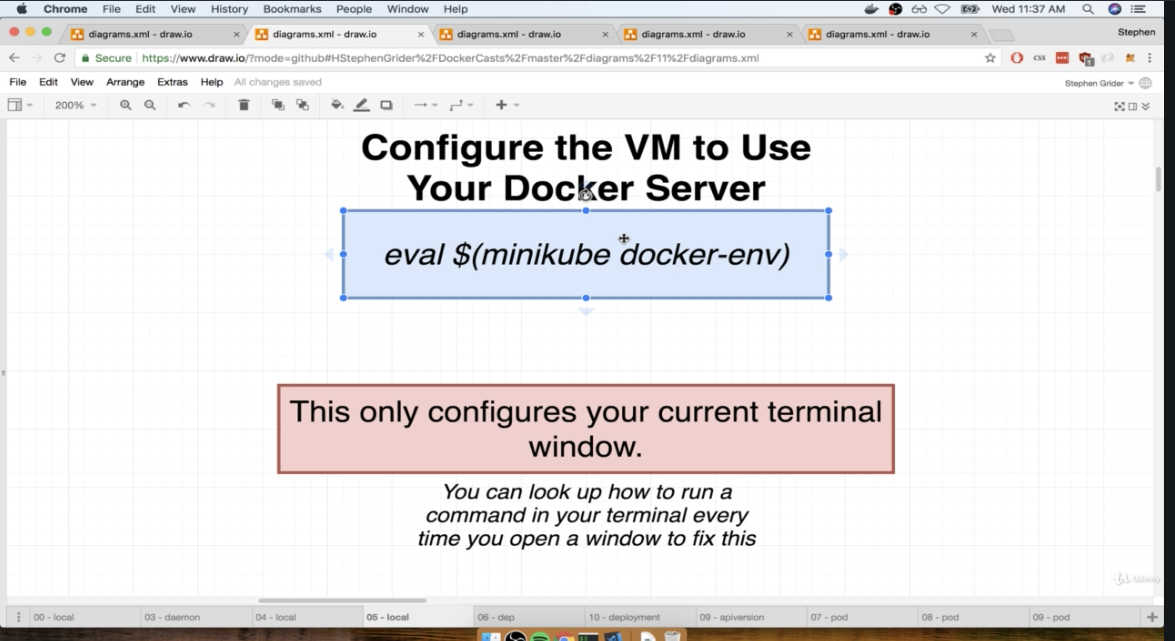 Chrome File Edit View History Bookmarks People Window Help Wed 11:37 AM
diagrams.xml - draw.io diagrams.xml - draw.io diagrams.xml - draw.io diagrams.xml - draw.io diagrams.xml - draw.io Stephen
Secure https://www.draw.io/?mode=github#HStephenGrider%2FDockerCasts%2Fmaster%2Fdiagrams%2F11%2Fdiagrams.xml css
File Edit View Arrange Extras Help All changes saved Stephen Grider
200%
Configure the VM to Use
Your Docker Server
eval $(minikube docker-env)
This only configures your current terminal
window.
You can look up how to run a
command in your terminal every
time you open a window to fix this
Udemy
00 - local 03 - daemon 04 - local 05 - local 06 - dep 10 - deployment 09 - apiversion 07 - pod 08 - pod 09 - pod